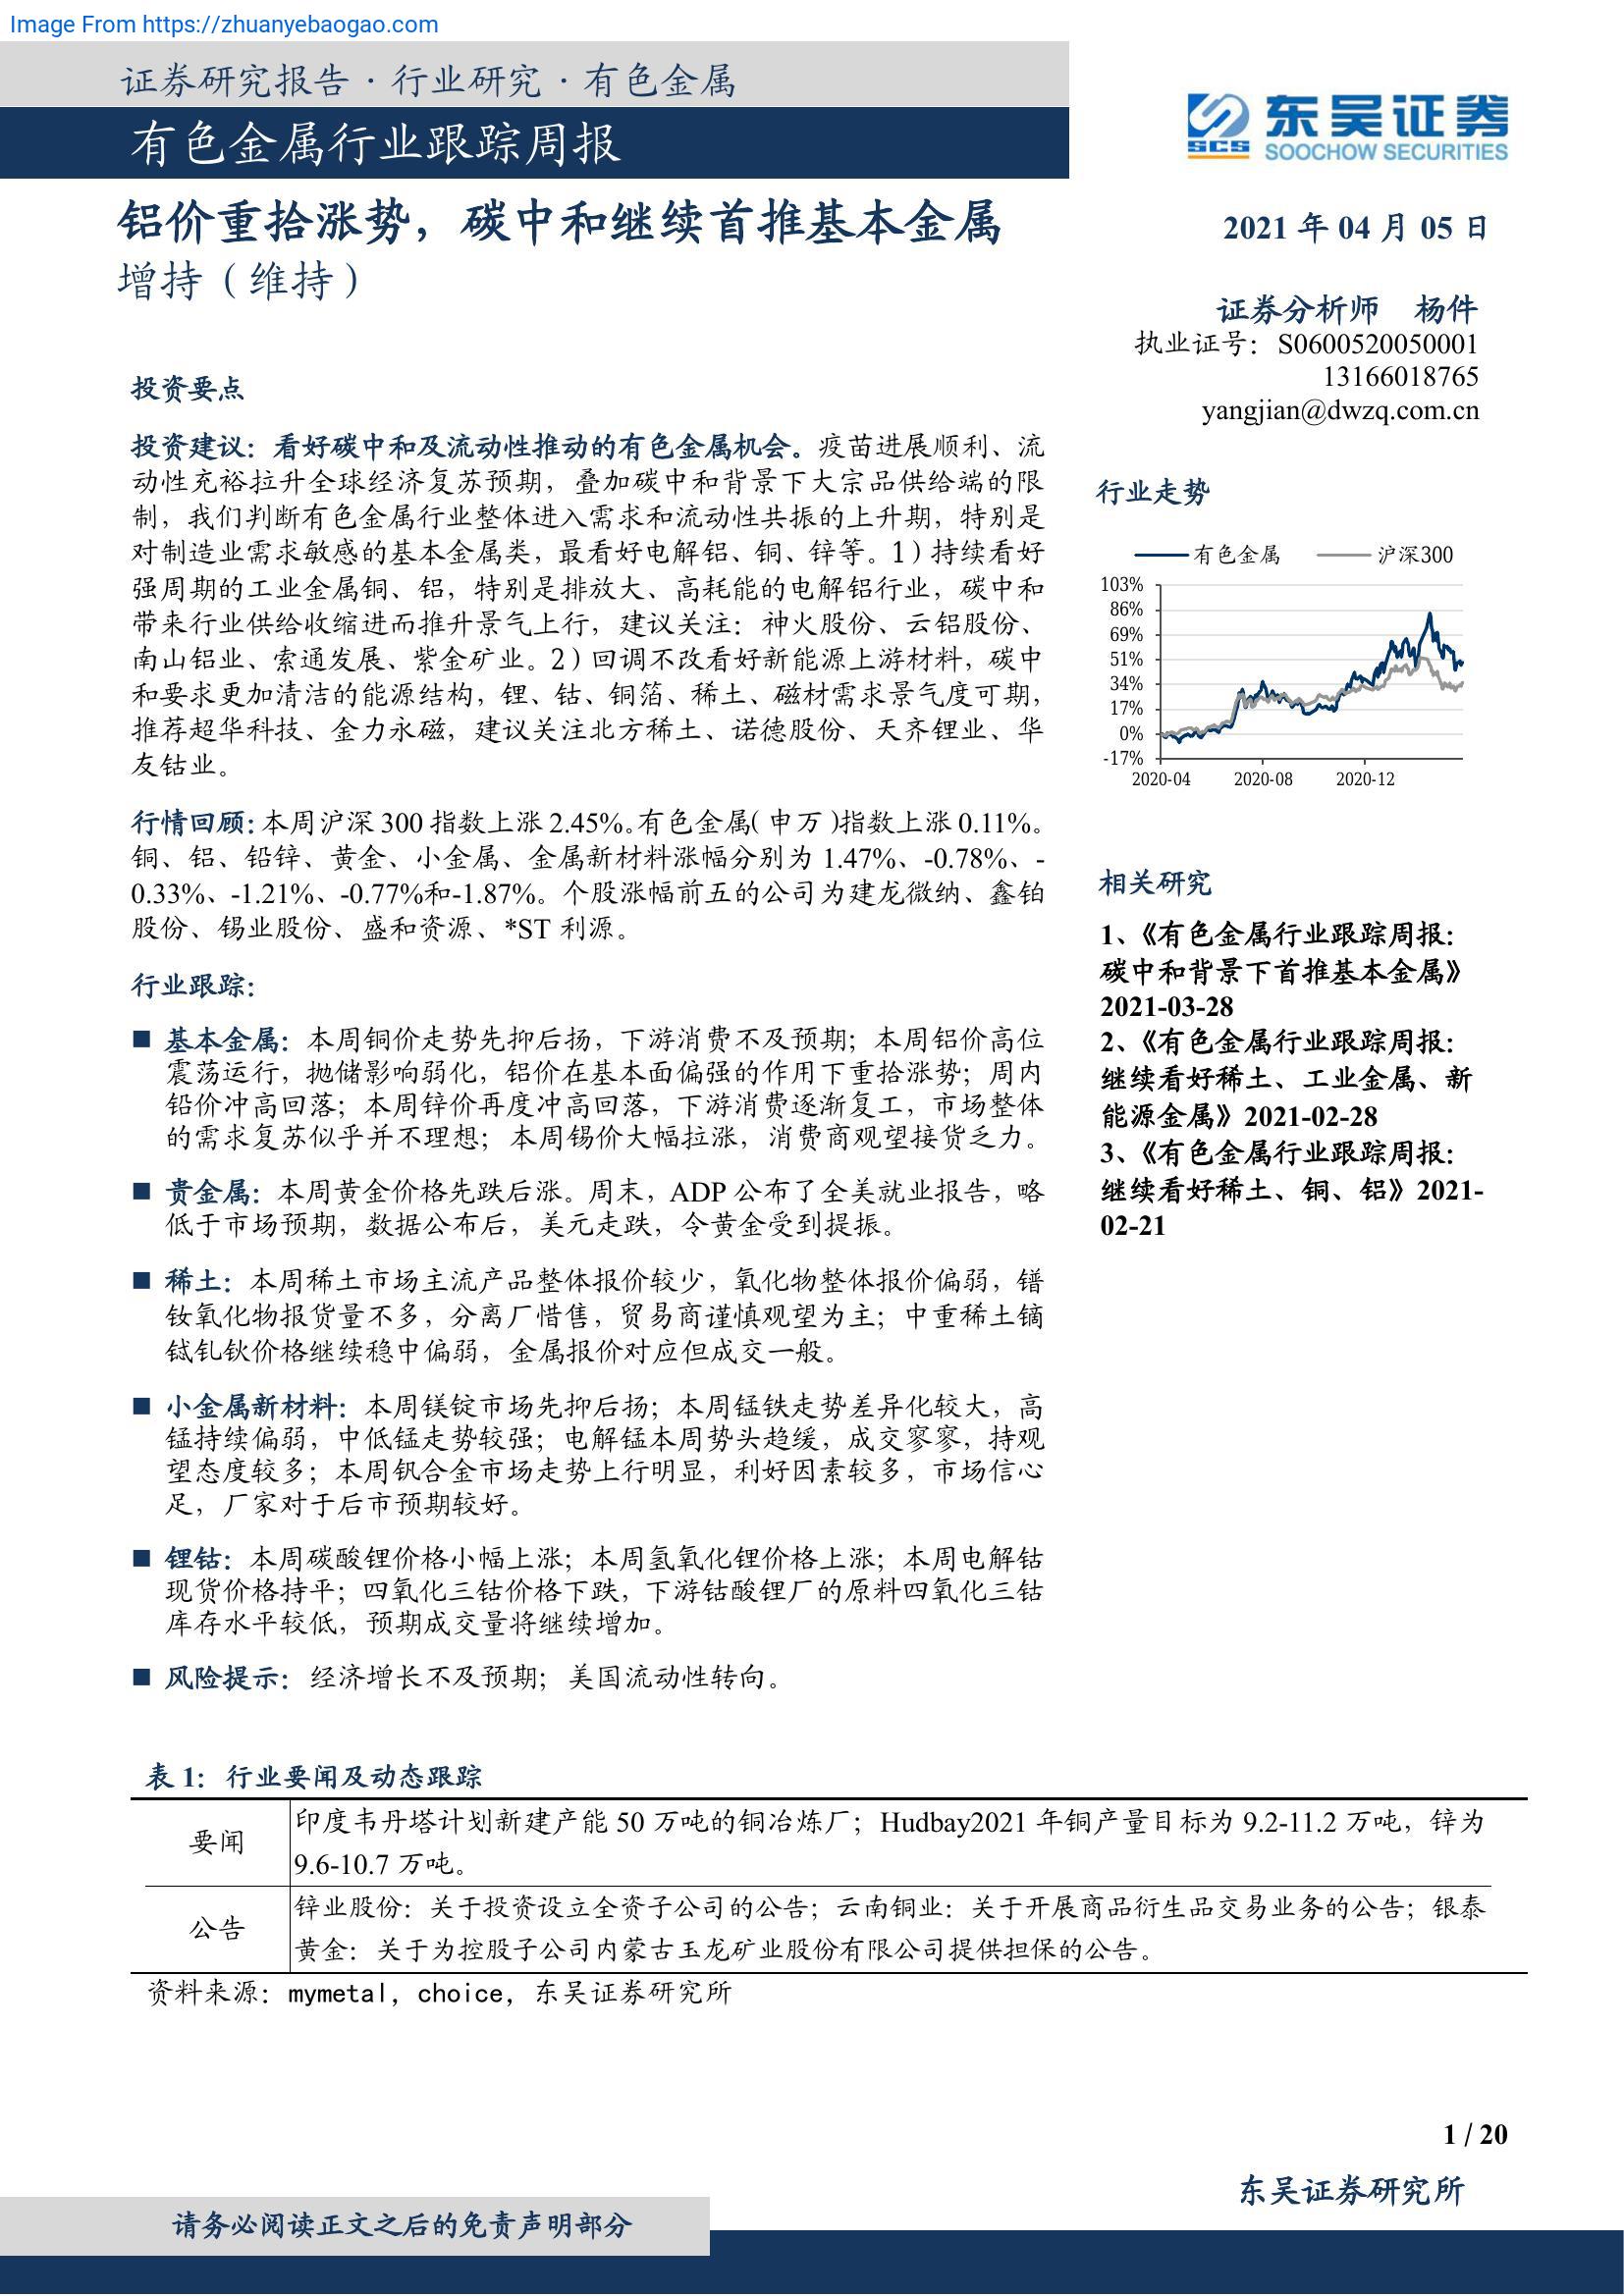 Image From https://zhuanyebaogao.com
证券研究报告·行业研究·有色金属
有色金属行业跟踪周报
东吴证券
SCS
SOOCHOW SECURITIES
铝价重拾涨势，碳中和继续首推基本金属
增持（维持）
2021 年 04 月 05 日
证券分析师 杨件
执业证号：S0600520050001
13166018765
yangjian@dwzq.com.cn
投资要点
投资建议：看好碳中和及流动性推动的有色金属机会。疫苗进展顺利、流
动性充裕拉升全球经济复苏预期，叠加碳中和背景下大宗品供给端的限
制，我们判断有色金属行业整体进入需求和流动性共振的上升期，特别是
对制造业需求敏感的基本金属类，最看好电解铝、铜、锌等。1）持续看好
强周期的工业金属铜、铝，特别是排放大、高耗能的电解铝行业，碳中和
带来行业供给收缩进而推升景气上行，建议关注：神火股份、云铝股份、
南山铝业、索通发展、紫金矿业。2）回调不改看好新能源上游材料，碳中
和要求更加清洁的能源结构，锂、钴、铜箔、稀土、磁材需求景气度可期，
推荐超华科技、金力永磁，建议关注北方稀土、诺德股份、天齐锂业、华
友钴业。
行情回顾：本周沪深 300 指数上涨 2.45%。有色金属（申万）指数上涨 0.11%。
铜、铝、铅锌、黄金、小金属、金属新材料涨幅分别为 1.47%、-0.78%、-
0.33%、-1.21%、-0.77%和-1.87%。个股涨幅前五的公司为建龙微纳、鑫铂
股份、锡业股份、盛和资源、*ST 利源。
行业跟踪：
■ 基本金属：本周铜价走势先抑后扬，下游消费不及预期；本周铝价高位
震荡运行，抛储影响弱化，铝价在基本面偏强的作用下重拾涨势；周内
铅价冲高回落；本周锌价再度冲高回落，下游消费逐渐复工，市场整体
的需求复苏似乎并不理想；本周锡价大幅拉涨，消费商观望接货乏力。
■ 贵金属：本周黄金价格先跌后涨。周末，ADP 公布了全美就业报告，略
低于市场预期，数据公布后，美元走跌，令黄金受到提振。
■ 稀土：本周稀土市场主流产品整体报价较少，氧化物整体报价偏弱，镨
钕氧化物报货量不多，分离厂惜售，贸易商谨慎观望为主；中重稀土镝
铽钆钬价格继续稳中偏弱，金属报价对应但成交一般。
■ 小金属新材料：本周镁锭市场先抑后扬；本周锰铁走势差异化较大，高
锰持续偏弱，中低锰走势较强；电解锰本周势头趋缓，成交寥寥，持观
望态度较多；本周钒合金市场走势上行明显，利好因素较多，市场信心
足，厂家对于后市预期较好。
■ 锂钴：本周碳酸锂价格小幅上涨；本周氢氧化锂价格上涨；本周电解钴
现货价格持平；四氧化三钴价格下跌，下游钴酸锂厂的原料四氧化三钴
库存水平较低，预期成交量将继续增加。
■ 风险提示：经济增长不及预期；美国流动性转向。
行业走势
有色金属 沪深300
103%
86%
69%
51%
34%
17%
0%
-17%
2020-04 2020-08 2020-12
相关研究
1、《有色金属行业跟踪周报：
碳中和背景下首推基本金属》
2021-03-28
2、《有色金属行业跟踪周报：
继续看好稀土、工业金属、新
能源金属》2021-02-28
3、《有色金属行业跟踪周报：
继续看好稀土、铜、铝》2021-
02-21
表 1：行业要闻及动态跟踪
要闻
印度韦丹塔计划新建产能 50 万吨的铜冶炼厂；Hudbay2021 年铜产量目标为 9.2-11.2 万吨，锌为
9.6-10.7 万吨。
公告
锌业股份：关于投资设立全资子公司的公告；云南铜业：关于开展商品衍生品交易业务的公告；银泰
黄金：关于为控股子公司内蒙古玉龙矿业股份有限公司提供担保的公告。
资料来源：mymetal，choice，东吴证券研究所
1 / 20
东吴证券研究所
请务必阅读正文之后的免责声明部分